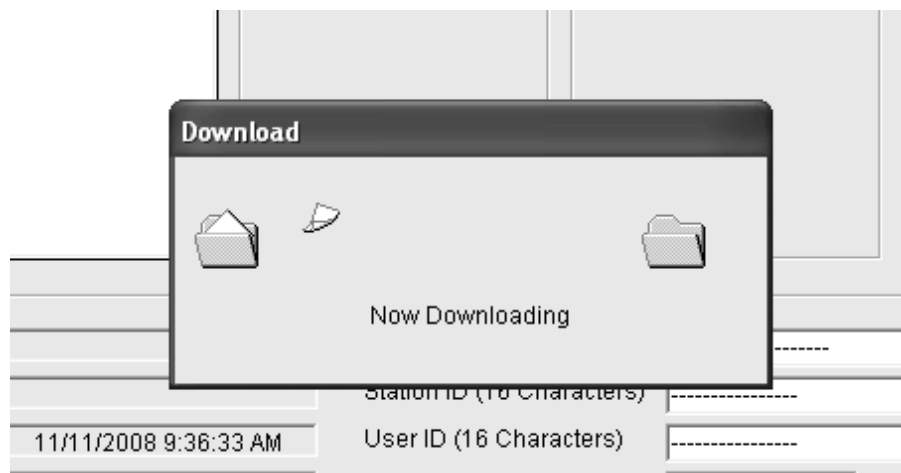 Download
Now Downloading
---------
Station ID (16 Characters) ----------------
11/11/2008 9:36:33 AM User ID (16 Characters) ----------------